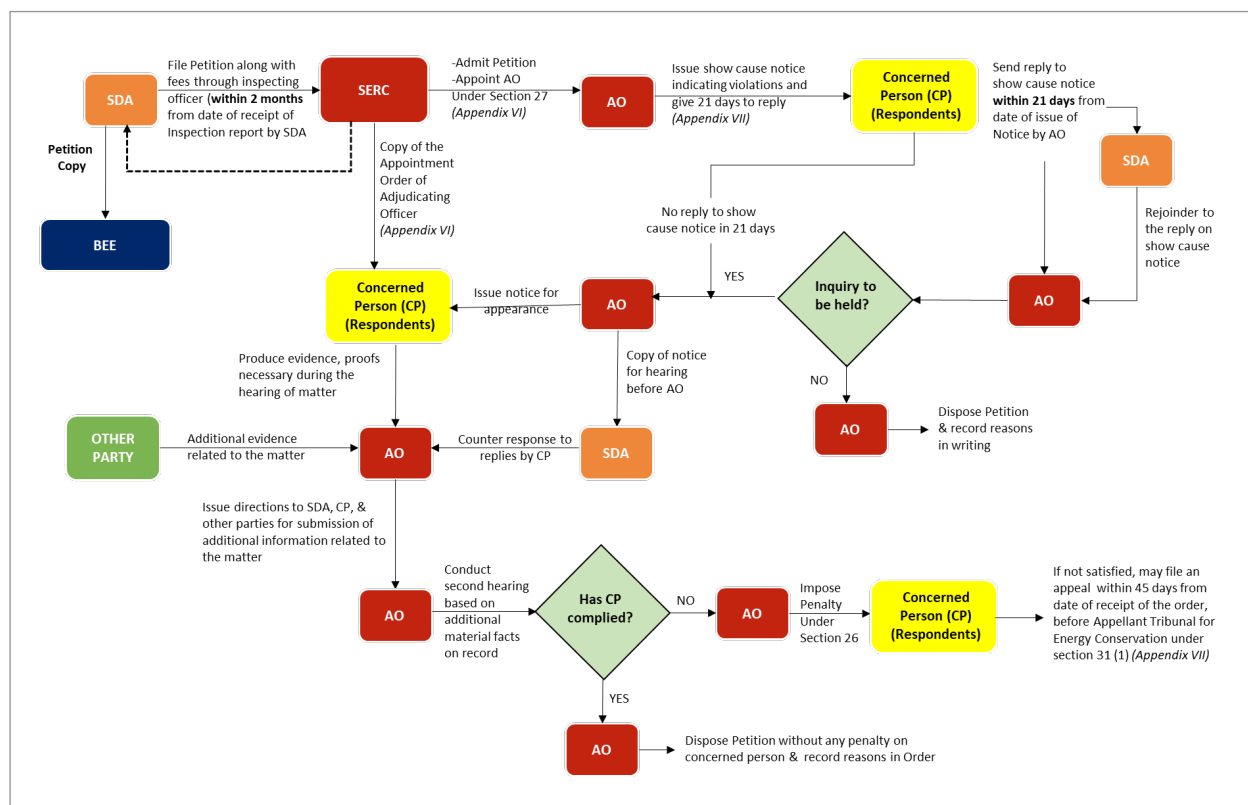 File Petition along with
fees through inspecting
officer (within 2 months
from date of receipt of
Inspection report by SDA
SDA
SERC
-Admit Petition
-Appoint AO
Under Section 27
(Appendix VI)
AO
Issue show cause notice
indicating violations and
give 21 days to reply
(Appendix VII)
Concerned
Person (CP)
(Respondents)
Send reply to
show cause notice
within 21 days from
date of issue of
Notice by AO
SDA
Petition
Copy
BEE
Copy of the
Appointment
Order of
Adjudicating
Officer
(Appendix VI)
No reply to show
cause notice in 21 days
Rejoinder to
the reply on
show cause
notice
Concerned
Person (CP)
(Respondents)
Issue notice for
appearance
AO
YES
Inquiry to
be held?
AO
Produce evidence, proofs
necessary during the
hearing of matter
Copy of notice
for hearing
before AO
NO
AO
Dispose Petition
& record reasons
in writing
OTHER
PARTY
Additional evidence
related to the matter
AO
Counter response to
replies by CP
SDA
Issue directions to SDA, CP, &
other parties for submission of
additional information related to
the matter
AO
Conduct
second hearing
based on
additional
material facts
on record
Has CP
complied?
NO
AO
Impose
Penalty
Under
Section 26
Concerned
Person (CP)
(Respondents)
If not satisfied, may file an
appeal within 45 days from
date of receipt of the order,
before Appellant Tribunal for
Energy Conservation under
section 31 (1) (Appendix VII)
YES
AO
Dispose Petition without any penalty on
concerned person & record reasons in Order